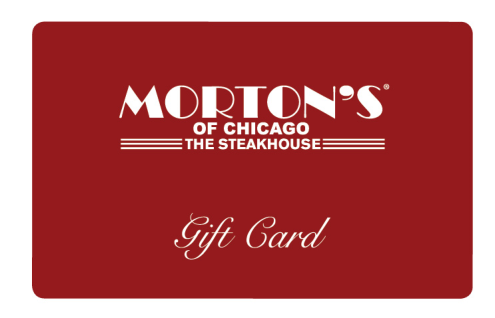 MORTON'S®
OF CHICAGO
THE STEAKHOUSE
Gift Card